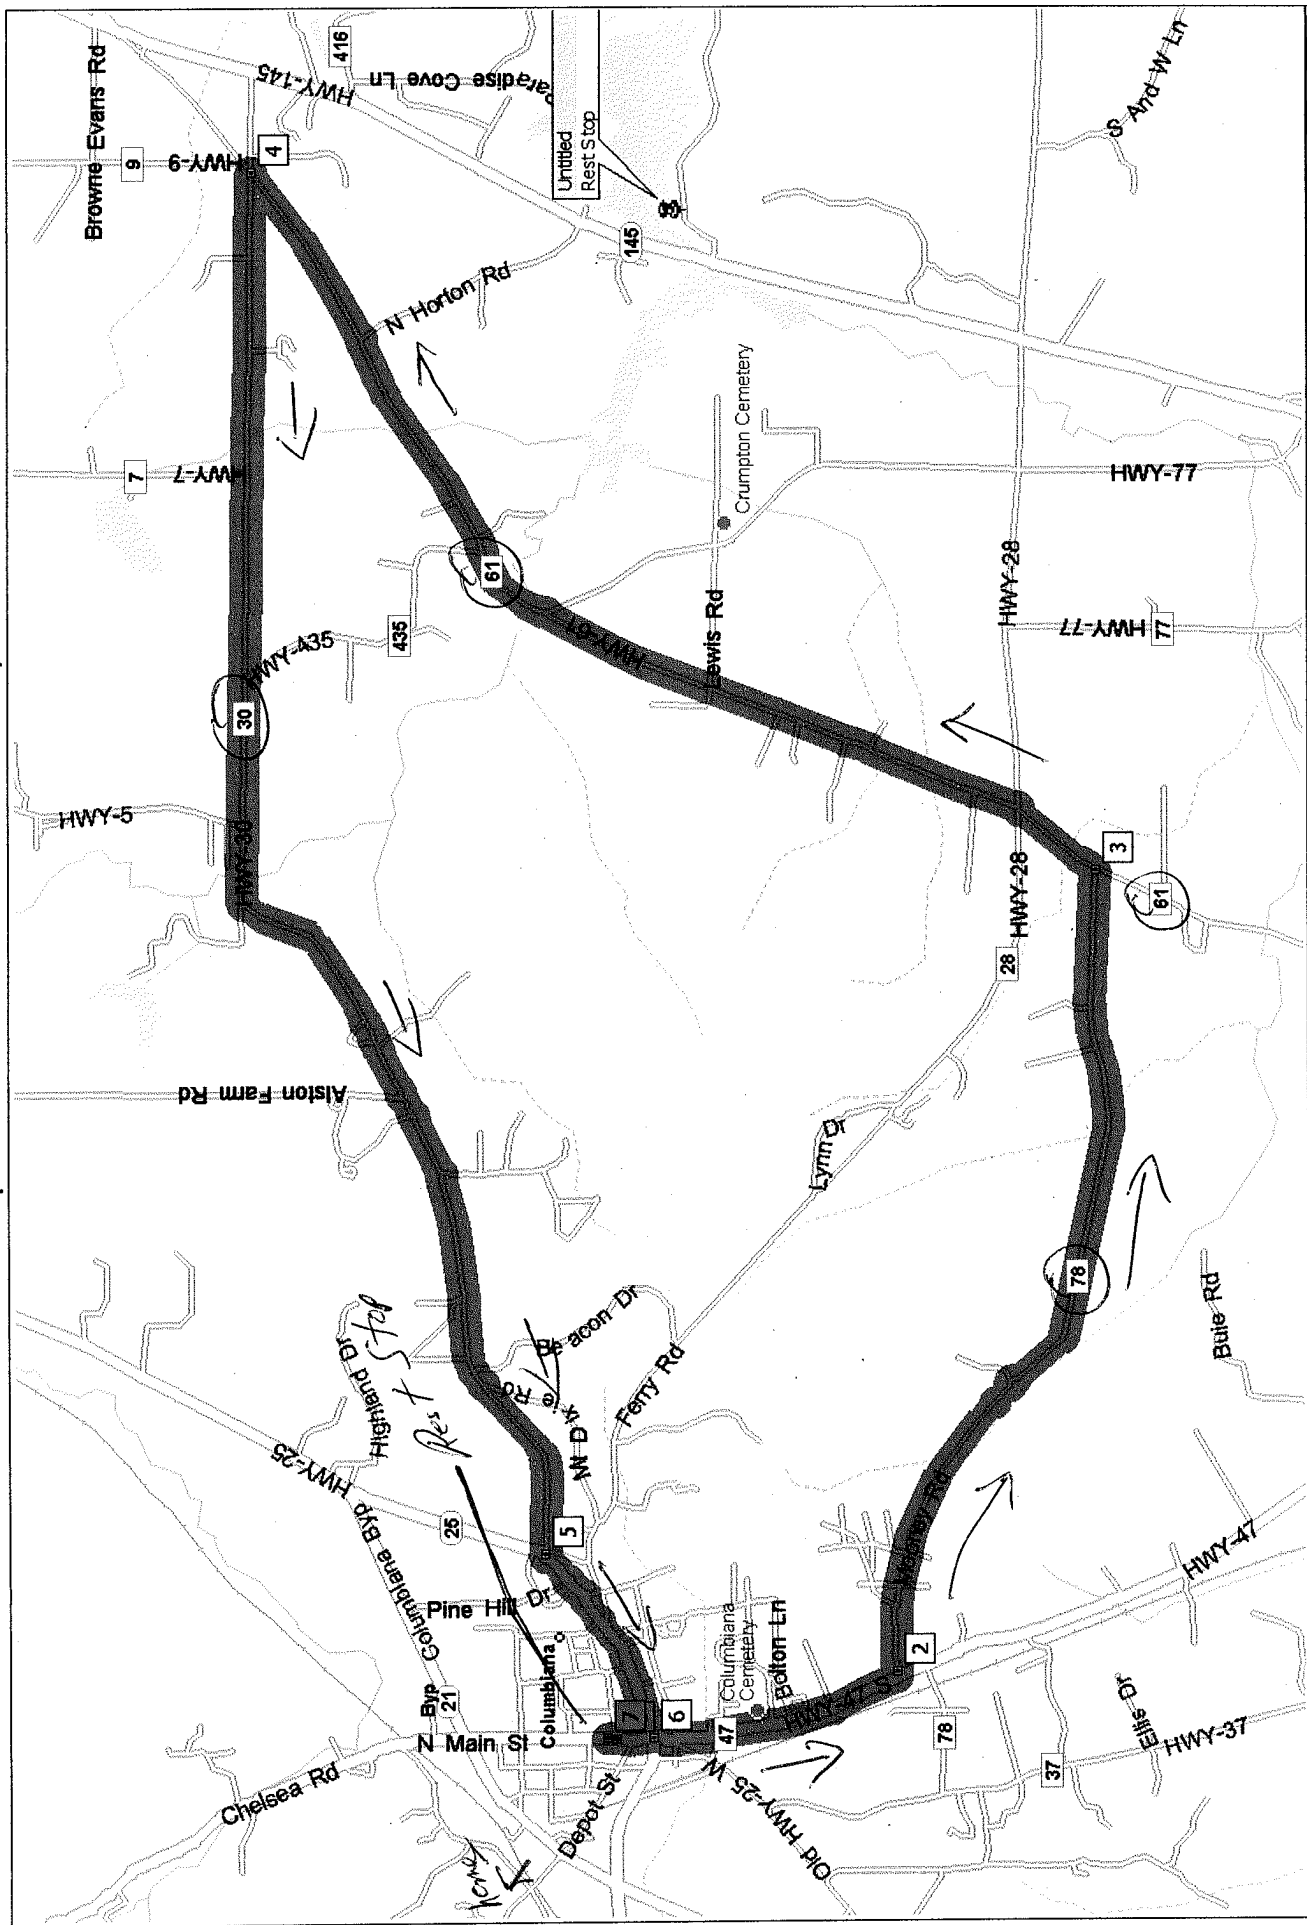 Browne Evans Rd
9
HWY-9
4
HWY-145
416
Paradise Cove Ln
Untitled
Rest Stop
145
S And W Ln
N Horton Rd
7
HWY-7
Crumpton Cemetery
HWY-77
61
HWY-61
Lewis Rd
HWY-28
HWY-77
77
435
HWY-435
30
HWY-5
HWY-30
HWY-28
28
3
61
Alston Farm Rd
Lynn Dr
78
Buie Rd
Highland Dr
Rest Stop
Beacon Dr
Ferry Rd
HWY-25
25
5
Columbiana Byp
Byp
21
Pine Hill Dr
Columbiana
N Main St
7
6
47
Columbiana
Cemetery
Bolton Ln
HWY-47 S
2
Mooney Rd
HWY-47
78
37
Ellis Dr
HWY-37
Old HWY-25 W
Depot St
Chelsea Rd